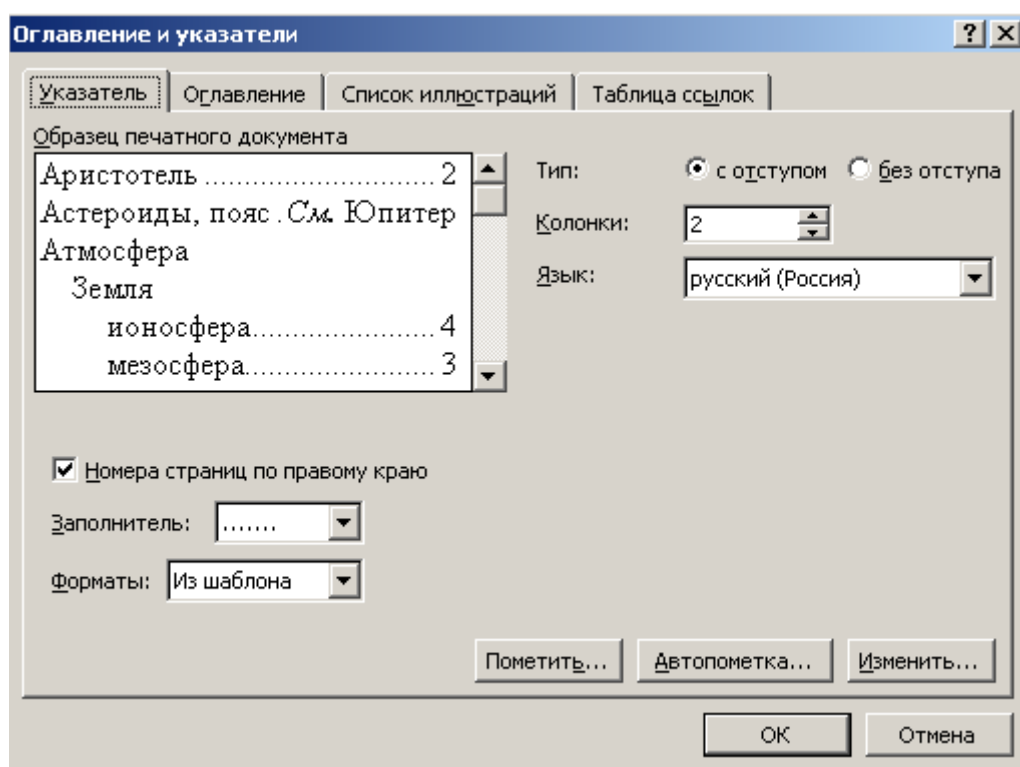 Оглавление и указатели
Указатель Оглавление Список иллюстраций Таблица ссылок
Образец печатного документа
Аристотель ............................. 2
Астероиды, пояс . См. Юпитер
Атмосфера
Земля
ионосфера....................... 4
мезосфера........................ 3
Тип: с отступом без отступа
Колонки: 2
Язык: русский (Россия)
Номера страниц по правому краю
Заполнитель: .......
Форматы: Из шаблона
Пометить... Автопометка... Изменить...
ОК Отмена